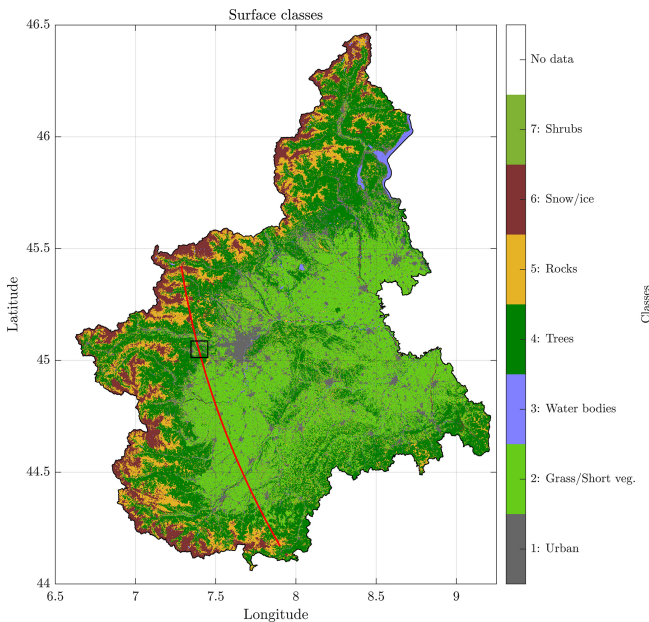 Surface classes
46.5
46
45.5
45
44.5
44
6.5
7
7.5
8
8.5
9
Latitude
Longitude
No data
7: Shrubs
6: Snow/ice
5: Rocks
4: Trees
3: Water bodies
2: Grass/Short veg.
1: Urban
Classes